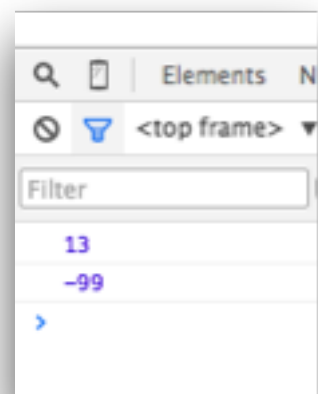 Elements N
<top frame> ▼
Filter
13
-99
>